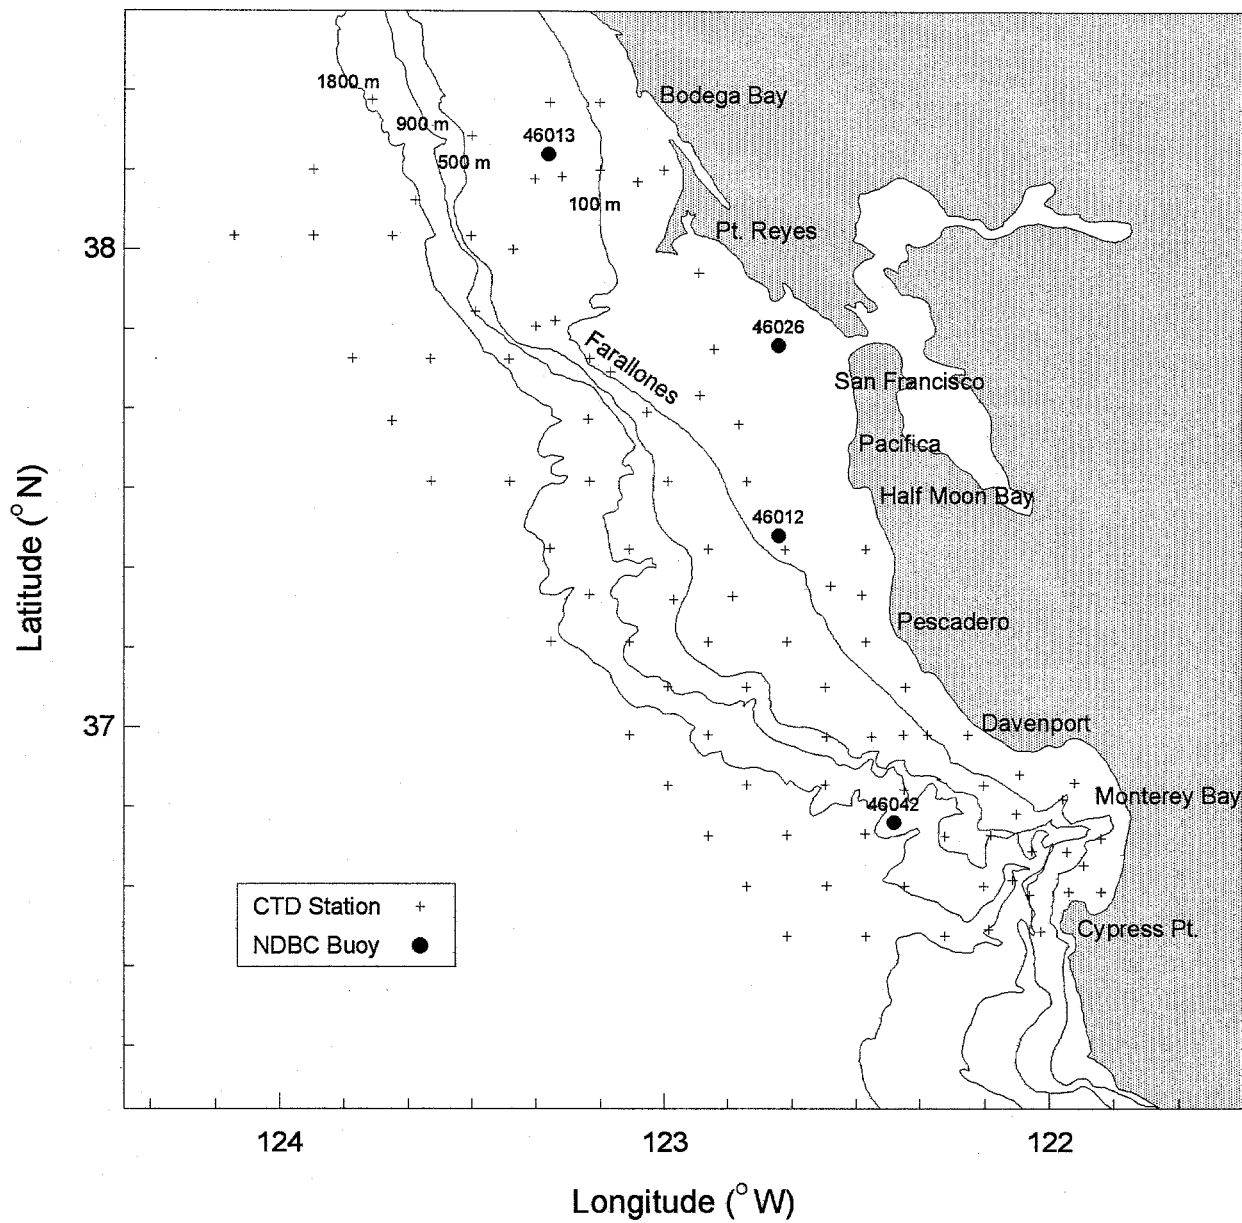 1800 m
Bodega Bay
900 m
46013
500 m
100 m
Pt. Reyes
38
46026
Farallones
San Francisco
Pacifica
Half Moon Bay
46012
Latitude (°N)
Pescadero
37
Davenport
Monterey Bay
46042
CTD Station +
NDBC Buoy ●
Cypress Pt.
124
123
122
Longitude (°W)